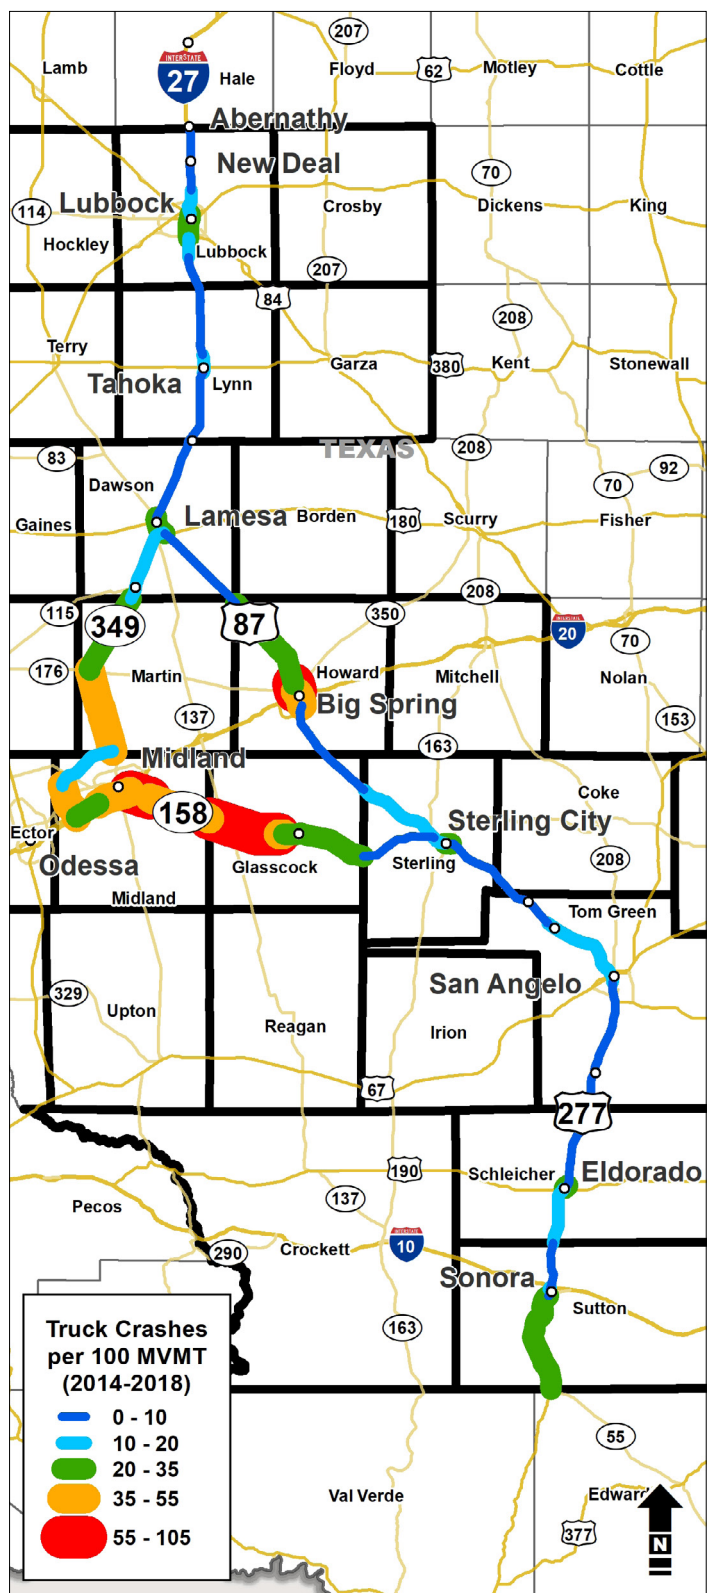 207
Lamb
INTERSTATE
27
Hale
Floyd
62
Motley
Cottle
Abernathy
New Deal
70
Lubbock
114
Crosby
Dickens
King
Hockley
Lubbock
207
84
208
Terry
Tahoka
Lynn
Garza
380
Kent
Stonewall
TEXAS
83
208
92
Dawson
70
Gaines
Lamesa
Borden
180
Scurry
Fisher
208
115
349
87
350
INTERSTATE
20
70
176
Martin
Howard
Mitchell
Nolan
Big Spring
137
153
163
Midland
158
Coke
Sterling City
Ector
Odessa
Glasscock
Sterling
208
Midland
Tom Green
San Angelo
329
Upton
Reagan
Irion
67
277
190
Schleicher
Eldorado
137
Pecos
290
Crockett
INTERSTATE
10
Sonora
Sutton
163
Truck Crashes
per 100 MVMT
(2014-2018)
0 - 10
10 - 20
20 - 35
35 - 55
55 - 105
55
Val Verde
Edward
377
N